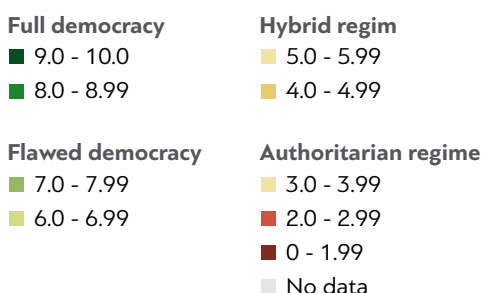 Full democracy
9.0 - 10.0
8.0 - 8.99
Flawed democracy
7.0 - 7.99
6.0 - 6.99
Hybrid regim
5.0 - 5.99
4.0 - 4.99
Authoritarian regime
3.0 - 3.99
2.0 - 2.99
0 - 1.99
No data